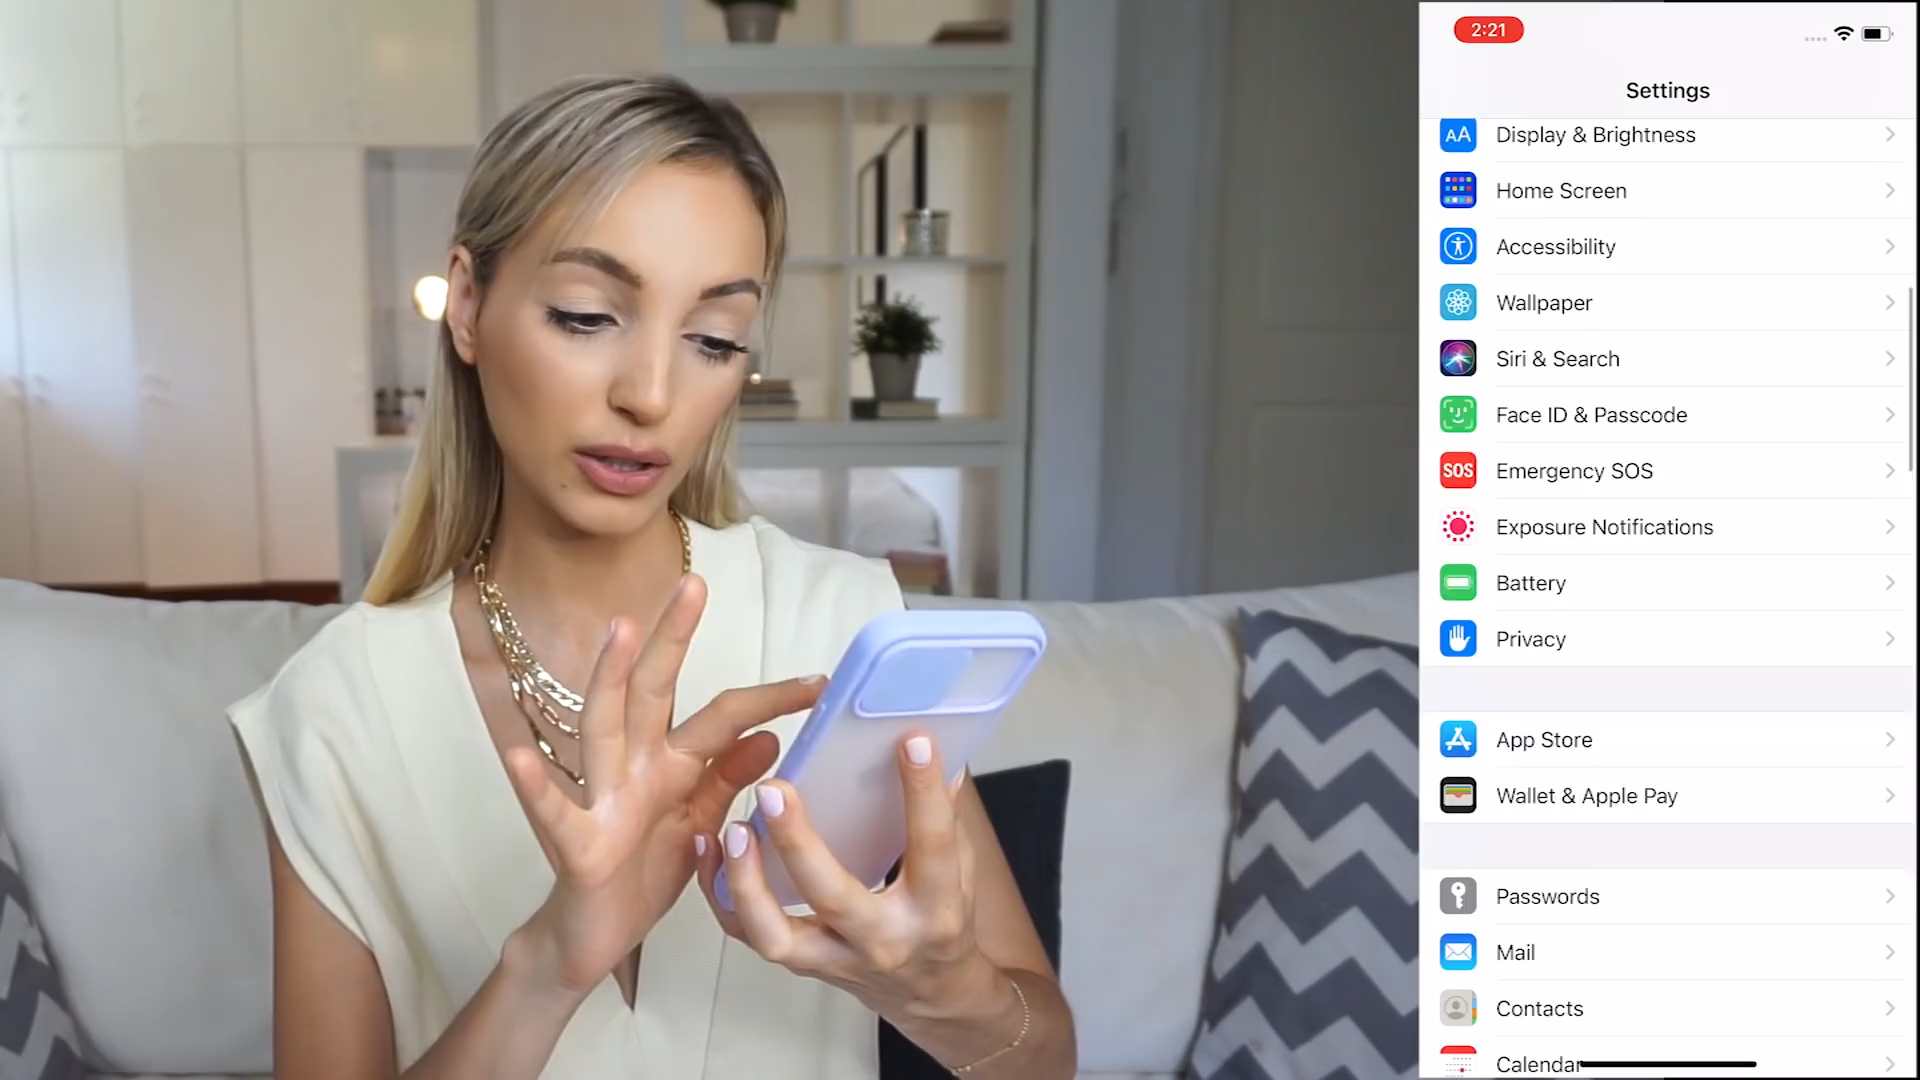 2:21
Settings
AA Display & Brightness
Home Screen
Accessibility
Wallpaper
Siri & Search
Face ID & Passcode
SOS Emergency SOS
Exposure Notifications
Battery
Privacy
App Store
Wallet & Apple Pay
Passwords
Mail
Contacts
Calendar